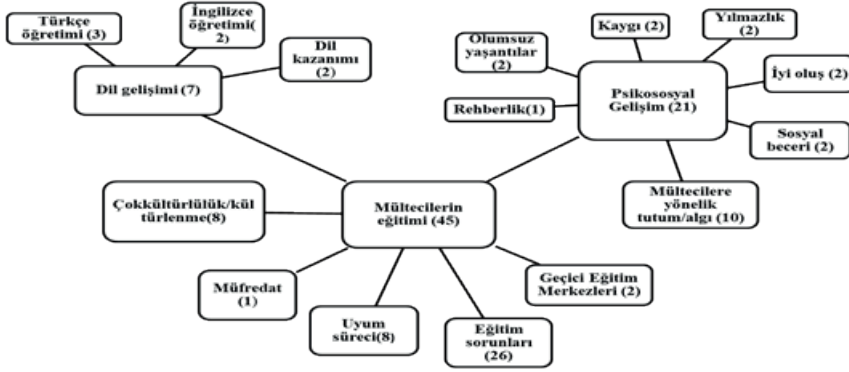 Türkçe
öğretimi (3)
İngilizce
öğretimi(
2)
Dil
kazanımı
(2)
Dil gelişimi (7)
Kaygı (2)
Yılmazlık
(2)
Olumsuz
yaşantılar
(2)
İyi oluş (2)
Rehberlik(1)
Psikososyal
Gelişim (21)
Sosyal
beceri (2)
Mültecilere
yönelik
tutum/algı (10)
Çokkültürlülük/kül
türlenme(8)
Mültecilerin
eğitimi (45)
Müfredat
(1)
Uyum
süreci(8)
Eğitim
sorunları
(26)
Geçici Eğitim
Merkezleri (2)